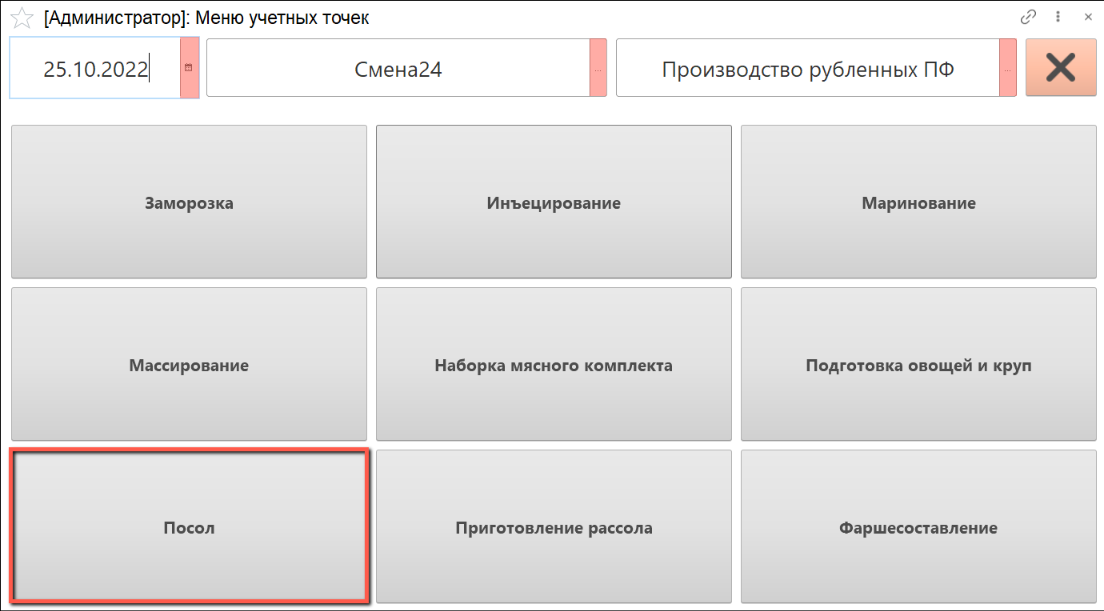 [Администратор]: Меню учетных точек
25.10.2022
Смена24
...
Производство рубленных ПФ
...
Заморозка
Инъецирование
Маринование
Массирование
Наборка мясного комплекта
Подготовка овощей и круп
Посол
Приготовление рассола
Фаршесоставление